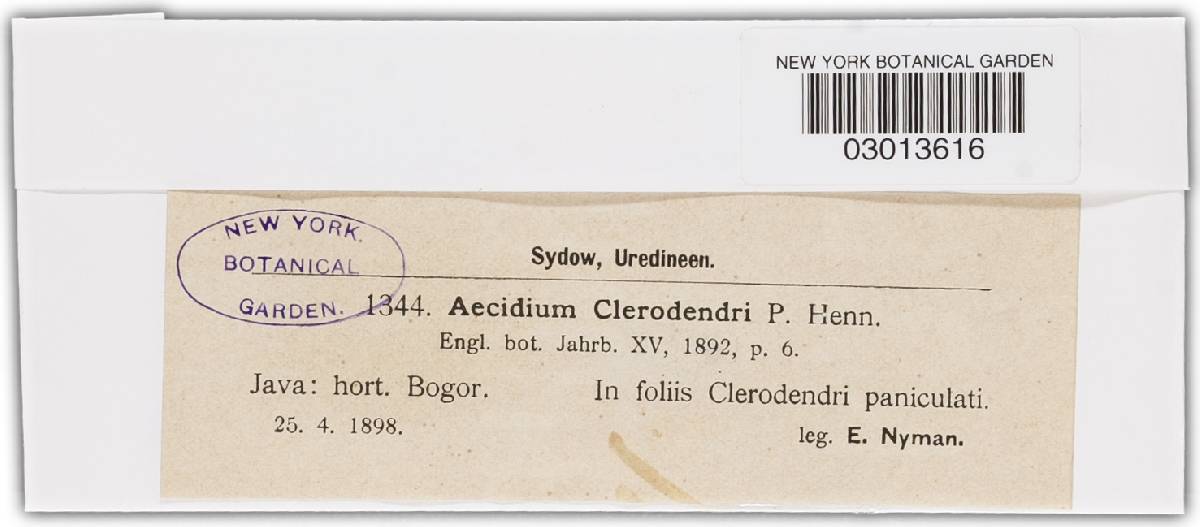 NEW YORK BOTANICAL GARDEN
03013616
NEW YORK
BOTANICAL
GARDEN.
Sydow, Uredineen.
1344. Aecidium Clerodendri P. Henn.
Engl. bot. Jahrb. XV, 1892, p. 6.
Java: hort. Bogor. In foliis Clerodendri paniculati.
25. 4. 1898. leg. E. Nyman.